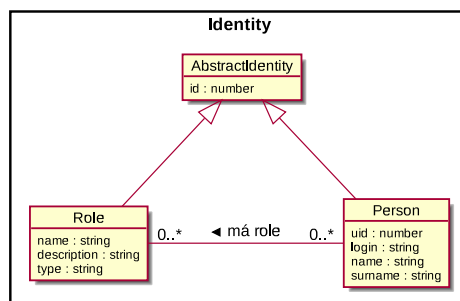 Identity
AbstractIdentity
id : number
Role
name : string
description : string
type : string
0..*
◄ má role
0..*
Person
uid : number
login : string
name : string
surname : string